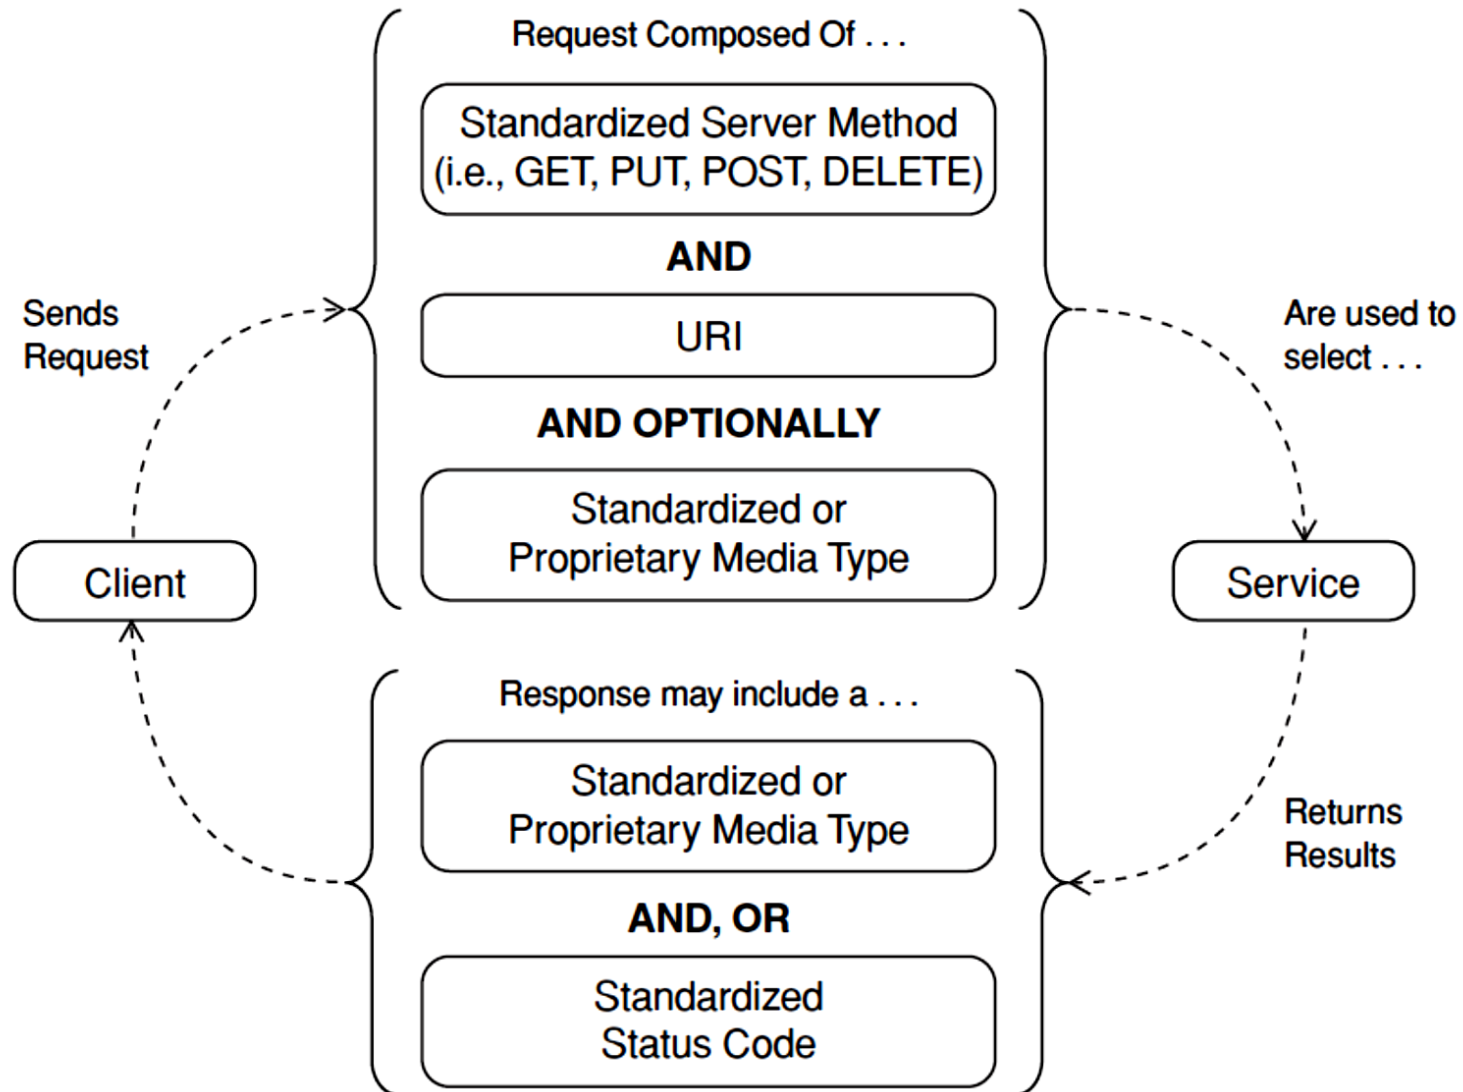 Request Composed Of . . .
Standardized Server Method
(i.e., GET, PUT, POST, DELETE)
AND
URI
AND OPTIONALLY
Standardized or
Proprietary Media Type
Sends
Request
Are used to
select . . .
Client
Service
Response may include a . . .
Standardized or
Proprietary Media Type
AND, OR
Standardized
Status Code
Returns
Results